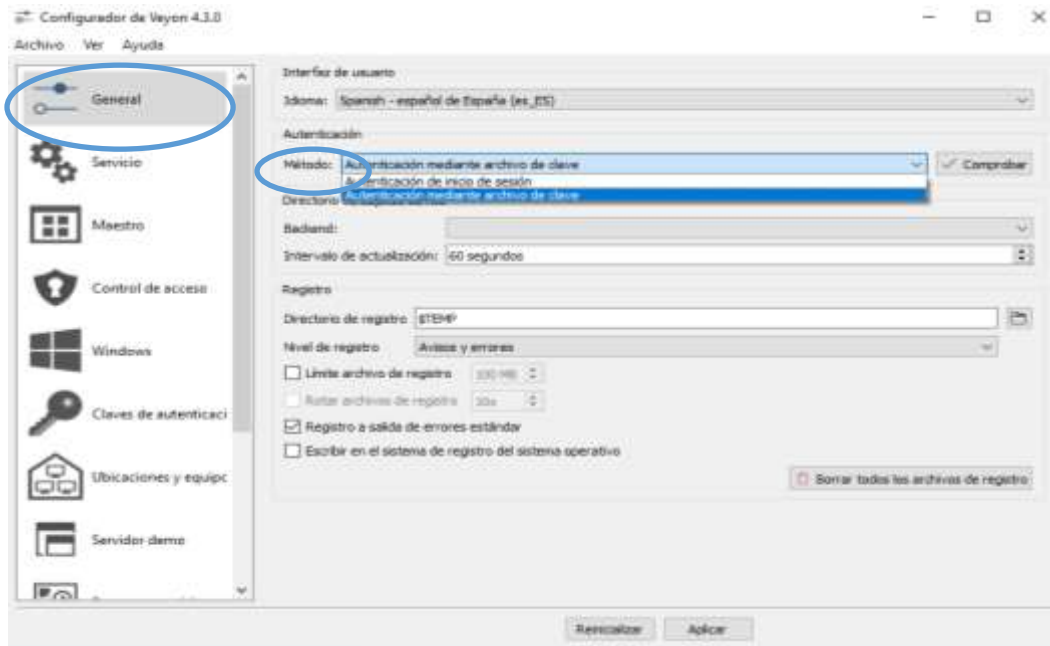 Configurador de Veyon 4.3.0
Archivo Ver Ayuda
General
Servicio
Maestro
Control de acceso
Windows
Claves de autenticaci
Ubicaciones y equipc
Servidor demo
Interfaz de usuario
Idioma: Spanish - español de España (es_ES)
Autenticación
Método: Autenticación mediante archivo de clave Comprobar
Autenticación de inicio de sesión
Autenticación mediante archivo de clave
Directorio
Backend:
Intervalo de actualización: 60 segundos
Registro
Directorio de registro $TEMP
Nivel de registro Avisos y errores
Límite archivo de registro 100 MB
Rotar archivos de registro 10x
Registro a salida de errores estándar
Escribir en el sistema de registro del sistema operativo
Borrar todos los archivos de registro
Reinicializar Aplicar